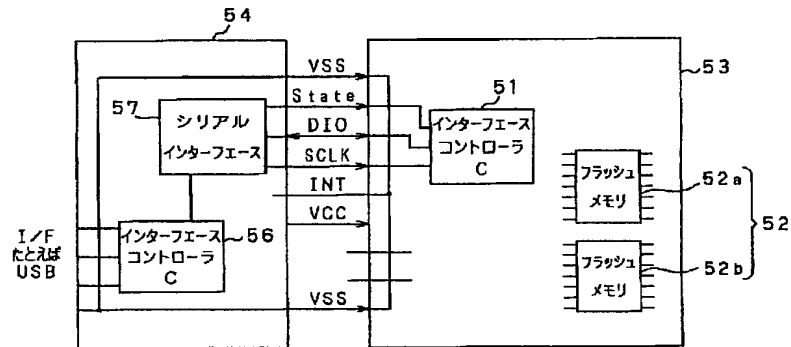 54
VSS
53
State
51
57
シリアル
インターフェース
DIO
インターフェース
コントローラ
C
SCLK
INT
フラッシュ
メモリ
52a
VCC
52
I/F
たとえば
USB
インターフェース
コントローラ
C
56
フラッシュ
メモリ
52b
VSS